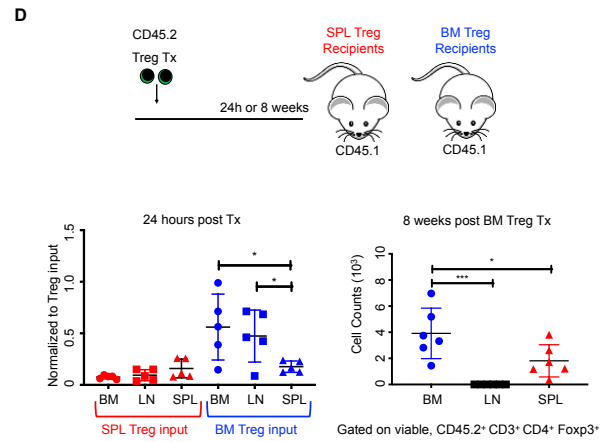 D
CD45.2
Treg Tx
24h or 8 weeks
SPL Treg
Recipients
CD45.1
BM Treg
Recipients
CD45.1
24 hours post Tx
Normalized to Treg input
1.5
1.0
0.5
0
*
*
BM LN SPL BM LN SPL
SPL Treg input BM Treg input
8 weeks post BM Treg Tx
Cell Counts (10³)
10
8
6
4
2
0
*
***
BM LN SPL
Gated on viable, CD45.2⁺ CD3⁺ CD4⁺ Foxp3⁺